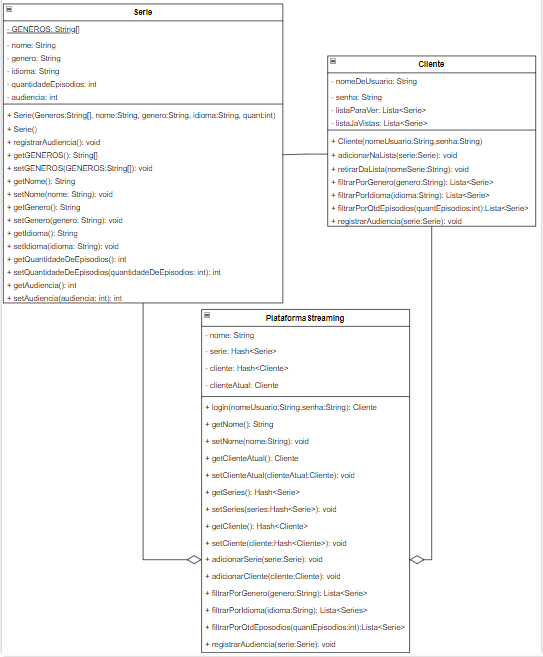 Serie
- GENEROS: String[]
- nome: String
- genero: String
- idioma: String
- quantidadeEpisodios: int
- audiencia: int
+ Serie(Generos:String[], nome:String, genero:String, idioma:String, quant:int)
+ Serie()
+ registrarAudiencia(): void
+ getGENEROS(): String[]
+ setGENEROS(GENEROS:String[]): void
+ getNome(): String
+ setNome(nome: String): void
+ getGenero(): String
+ setGenero(genero: String): void
+ getIdioma(): String
+ setIdioma(idioma: String): void
+ getQuantidadeDeEpisodios(): int
+ setQuantidadeDeEpisodios(quantidadeDeEpisodios: int): int
+ getAudiencia(): int
+ setAudiencia(audiencia: int): int
Cliente
- nomeDeUsuario: String
- senha: String
- listaParaVer: Lista<Serie>
- listaJaVistas: Lista<Serie>
+ Cliente(nomeUsuario:String,senha:String)
+ adicionarNaLista(serie:Serie): void
+ retirarDaLista(nomeSerie:String): void
+ filtrarPorGenero(genero:String): Lista<Serie>
+ filtrarPorIdioma(idioma:String): Lista<Serie>
+ filtrarPorQtdEpisodios(quantEpisodios:int):Lista<Serie>
+ registrarAudiencia(serie:Serie): void
Plataforma Streaming
- nome: String
- serie: Hash<Serie>
- cliente: Hash<Cliente>
- clienteAtual: Cliente
+ login(nomeUsuario:String,senha:String): Cliente
+ getNome(): String
+ setNome(nome:String): void
+ getClienteAtual(): Cliente
+ setClienteAtual(clienteAtual:Cliente): void
+ getSeries(): Hash<Serie>
+ setSeries(series:Hash<Serie>): void
+ getCliente(): Hash<Cliente>
+ setCliente(cliente:Hash<Cliente>): void
+ adicionarSerie(serie:Serie): void
+ adicionarCliente(cliente:Cliente): void
+ filtrarPorGenero(genero:String): Lista<Serie>
+ filtrarPorIdioma(idioma:String): Lista<Series>
+ filtrarPorQtdEposodios(quantEpisodios:int):Lista<Serie>
+ registrarAudiencia(serie:Serie): void